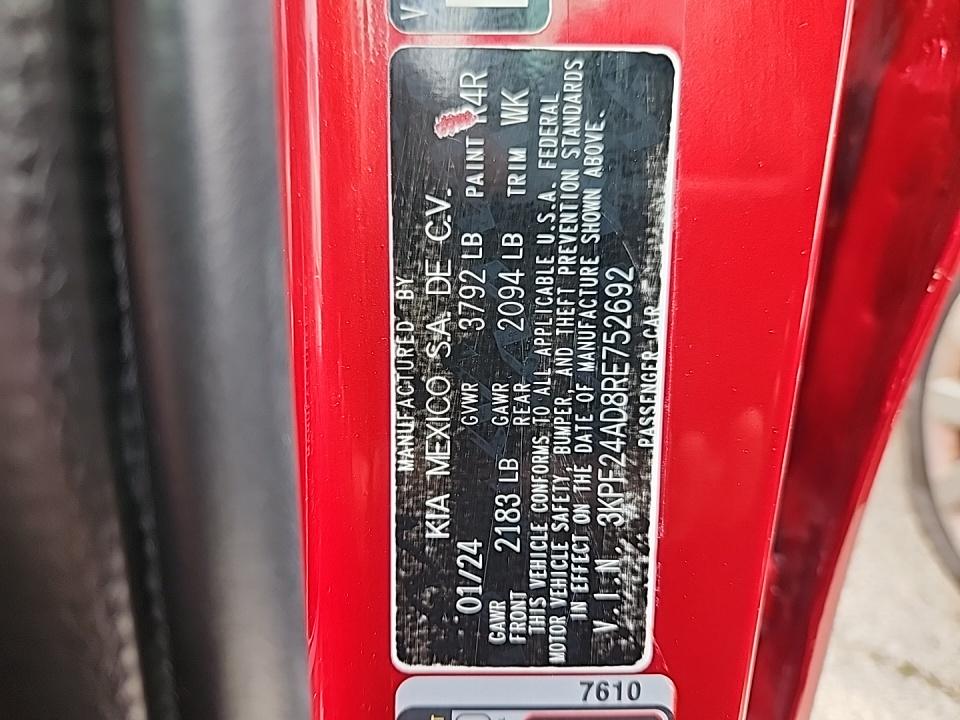 MANUFACTURED BY
KIA MEXICO S.A. DE C.V.
01/24 GVWR 3792 LB PAINT K4R
GAWR FRONT 2183 LB GAWR REAR 2094 LB TRIM WK
THIS VEHICLE CONFORMS TO ALL APPLICABLE U.S.A. FEDERAL
MOTOR VEHICLE SAFETY, BUMPER, AND THEFT PREVENTION STANDARDS
IN EFFECT ON THE DATE OF MANUFACTURE SHOWN ABOVE.
V.I.N. 3KPF24AD8RE752692
PASSENGER CAR
7610